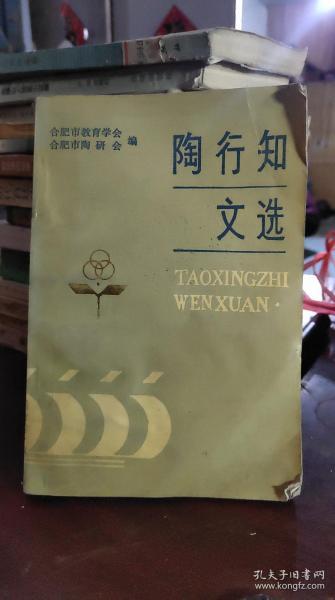 合肥市教育学会
合肥市陶研会
编
陶行知
文选
TAOXINGZHI
WENXUAN·
孔夫子旧书网
www.kongfz.com